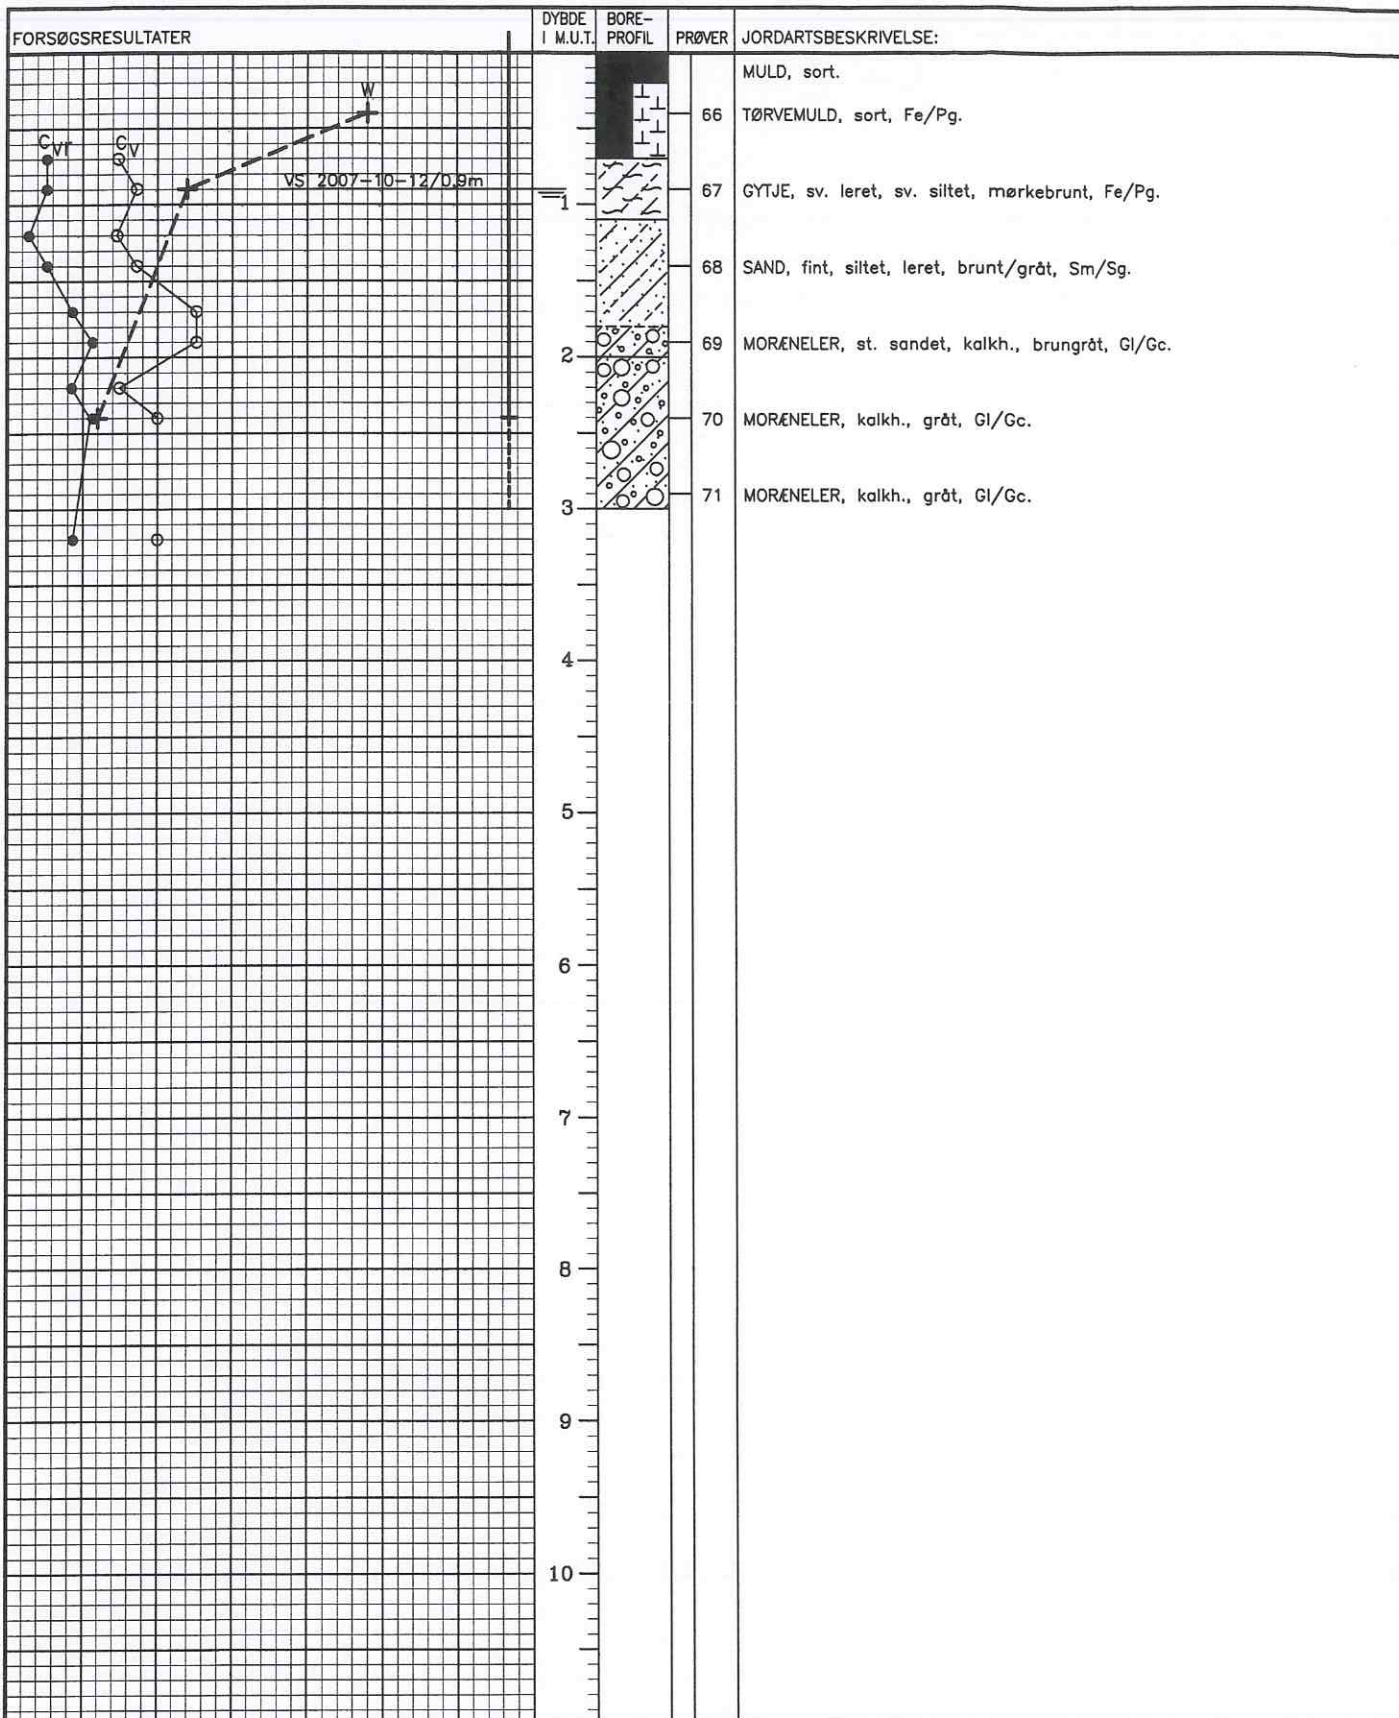 FORSØGSRESULTATER
DYBDE I M.U.T.
BORE-PROFIL
PRØVER
JORDARTSBESKRIVELSE:
MULD, sort.
W
66 TØRVEMULD, sort, Fe/Pg.
Cvr
Cv
VS 2007-10-12/0,9m
67 GYTJE, sv. leret, sv. siltet, mørkebrunt, Fe/Pg.
1
68 SAND, fint, siltet, leret, brunt/gråt, Sm/Sg.
69 MORÆNELER, st. sandet, kalkh., brungråt, Gl/Gc.
2
70 MORÆNELER, kalkh., gråt, Gl/Gc.
71 MORÆNELER, kalkh., gråt, Gl/Gc.
3
4
5
6
7
8
9
10